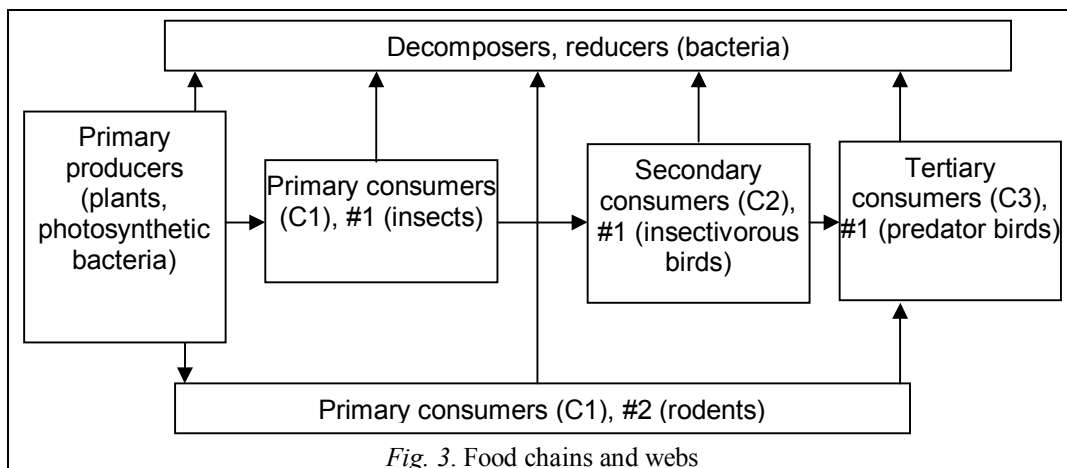 Decomposers, reducers (bacteria)
Primary
producers
(plants,
photosynthetic
bacteria)
Primary consumers
(C1), #1 (insects)
Secondary
consumers (C2),
#1 (insectivorous
birds)
Tertiary
consumers (C3),
#1 (predator birds)
Primary consumers (C1), #2 (rodents)
Fig. 3. Food chains and webs